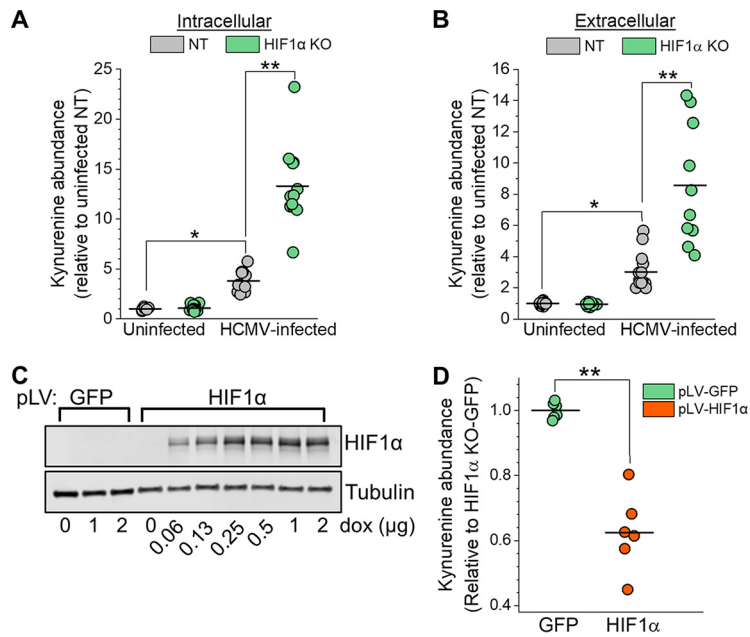 A
Intracellular
NT
HIF1α KO
Kynurenine abundance
(relative to uninfected NT)
25
20
15
10
5
0
*
**
Uninfected
HCMV-infected
B
Extracellular
NT
HIF1α KO
Kynurenine abundance
(relative to uninfected NT)
16
14
12
10
8
6
4
2
0
*
**
Uninfected
HCMV-infected
C
pLV: GFP HIF1α
HIF1α
Tubulin
0 1 2 0 0.06 0.13 0.25 0.5 1 2 dox (µg)
D
Kynurenine abundance
(Relative to HIF1α KO-GFP)
1.0
0.8
0.6
0.4
**
pLV-GFP
pLV-HIF1α
GFP
HIF1α